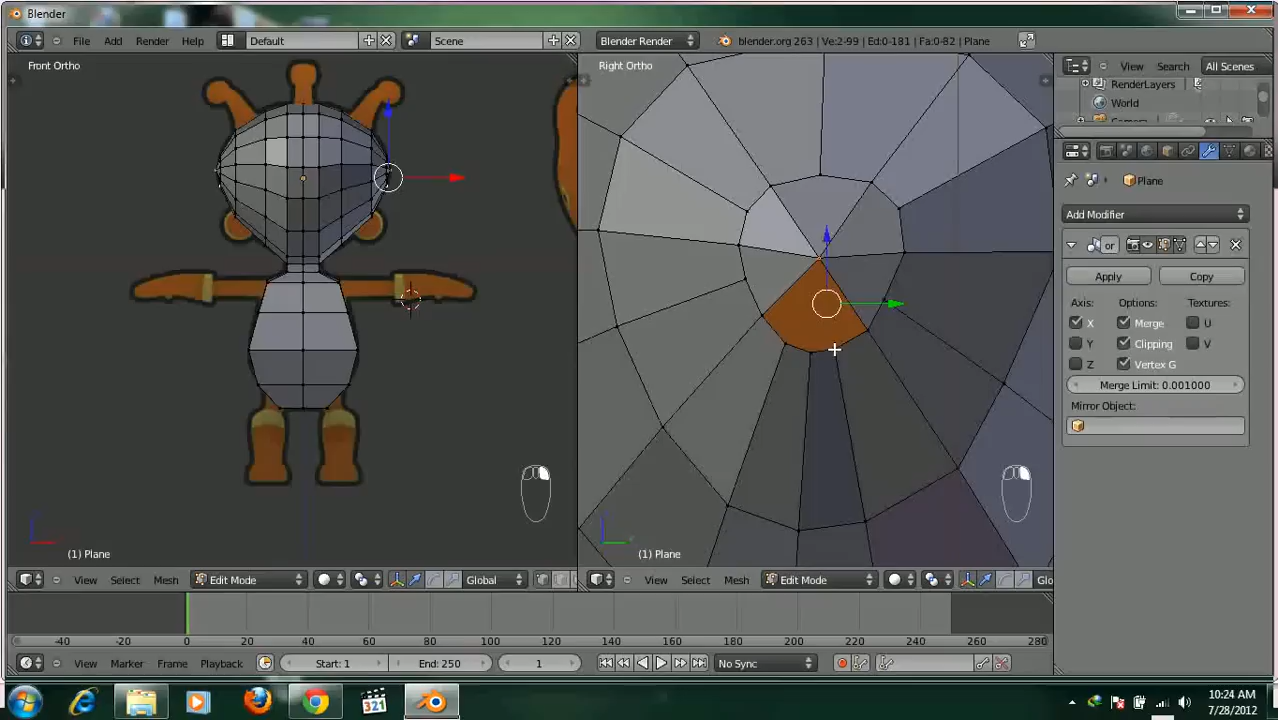 Blender
File Add Render Help Default Scene Blender Render blender.org 263 | Ve:2-99 | Ed:0-181 | Fa:0-82 | Plane
View Search All Scenes
Front Ortho
Right Ortho
RenderLayers
World
Plane
Add Modifier
or
Apply Copy
Axis: Options: Textures:
X Merge U
Y Clipping V
Z Vertex G
Merge Limit: 0.001000
Mirror Object:
(1) Plane
(1) Plane
View Select Mesh Edit Mode Global
View Select Mesh Edit Mode Glo
-40 -20 0 20 40 60 80 100 120 140 160 180 200 220 240 260 280
View Marker Frame Playback Start: 1 End: 250 1 No Sync
321
10:24 AM
7/28/2012